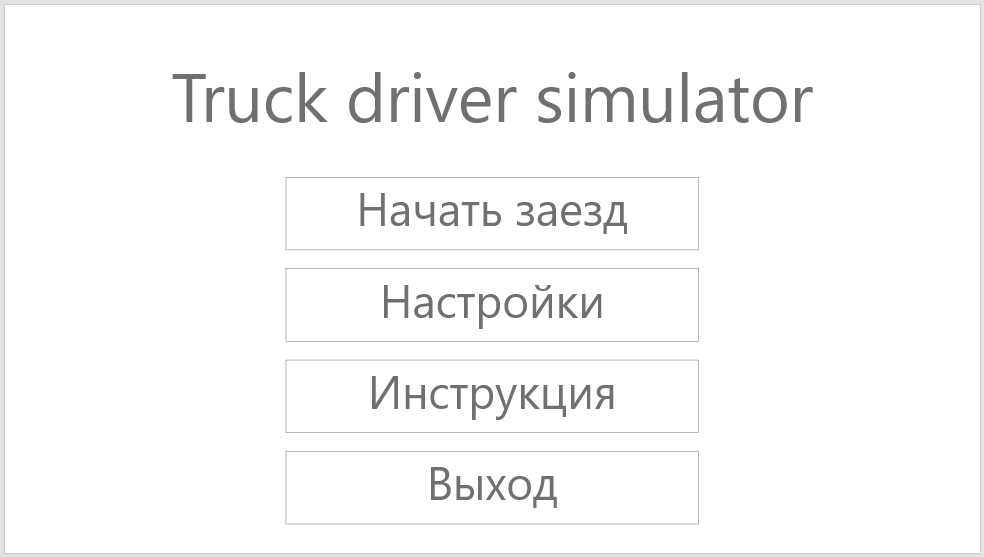 Truck driver simulator
Начать заезд
Настройки
Инструкция
Выход